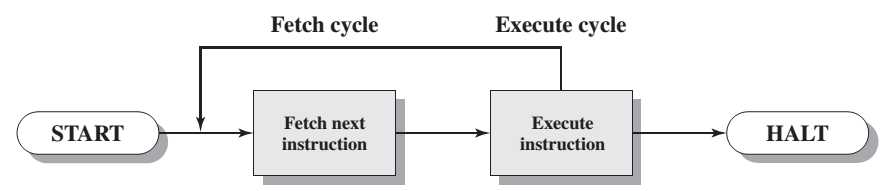 Fetch cycle
Execute cycle
START
Fetch next
instruction
Execute
instruction
HALT